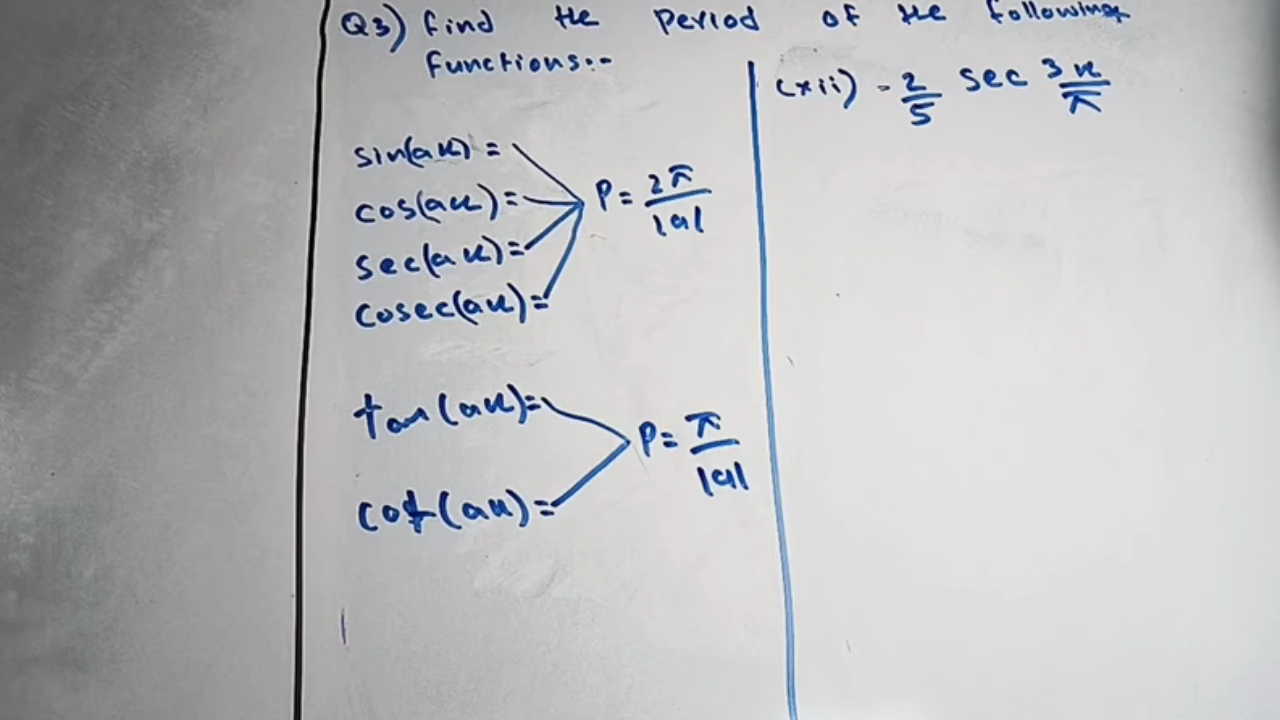 Q3) Find the Period of the following
functions:-
sin(ax) =
cos(ax) =
sec(ax) =
cosec(ax) =
P = 2π/|a|
tan(ax) =
cot(ax) =
P = π/|a|
(xii) - 2/5 sec 3x/π